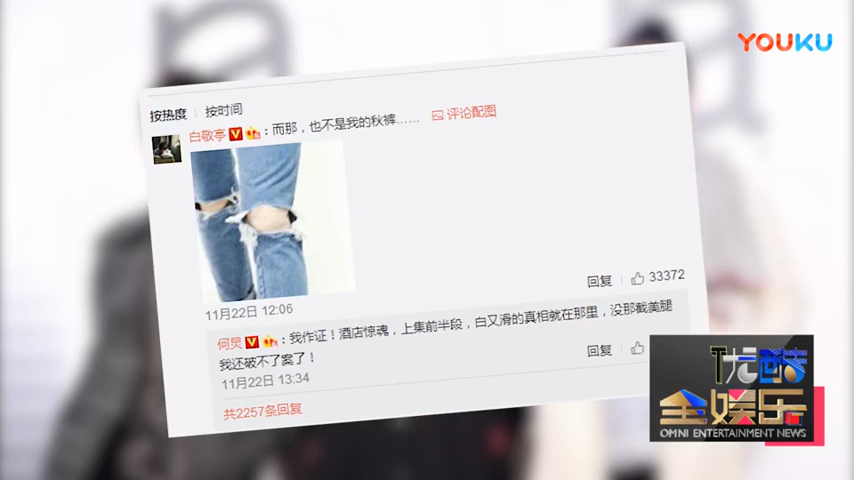 YOUKU
按热度 | 按时间
白敬亭 V：而那，也不是我的秋裤…… 评论配图
11月22日 12:06
回复 | 33372
何炅 V：我作证！酒店惊魂，上集前半段，白又滑的真相就在那里，没那截美腿
我还破不了案了！
11月22日 13:34
回复
共2257条回复
优酷
全娱乐
OMNI ENTERTAINMENT NEWS